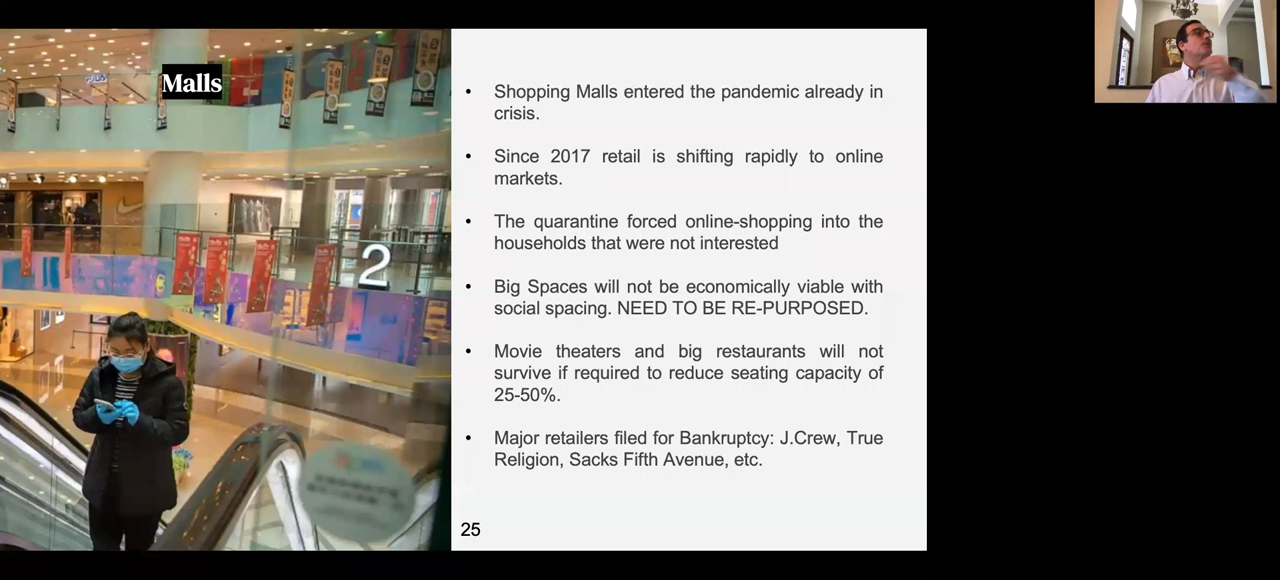 Malls
FILA
2
Shopping Malls entered the pandemic already in
crisis.
Since 2017 retail is shifting rapidly to online
markets.
The quarantine forced online-shopping into the
households that were not interested
Big Spaces will not be economically viable with
social spacing. NEED TO BE RE-PURPOSED.
Movie theaters and big restaurants will not
survive if required to reduce seating capacity of
25-50%.
Major retailers filed for Bankruptcy: J.Crew, True
Religion, Sacks Fifth Avenue, etc.
25